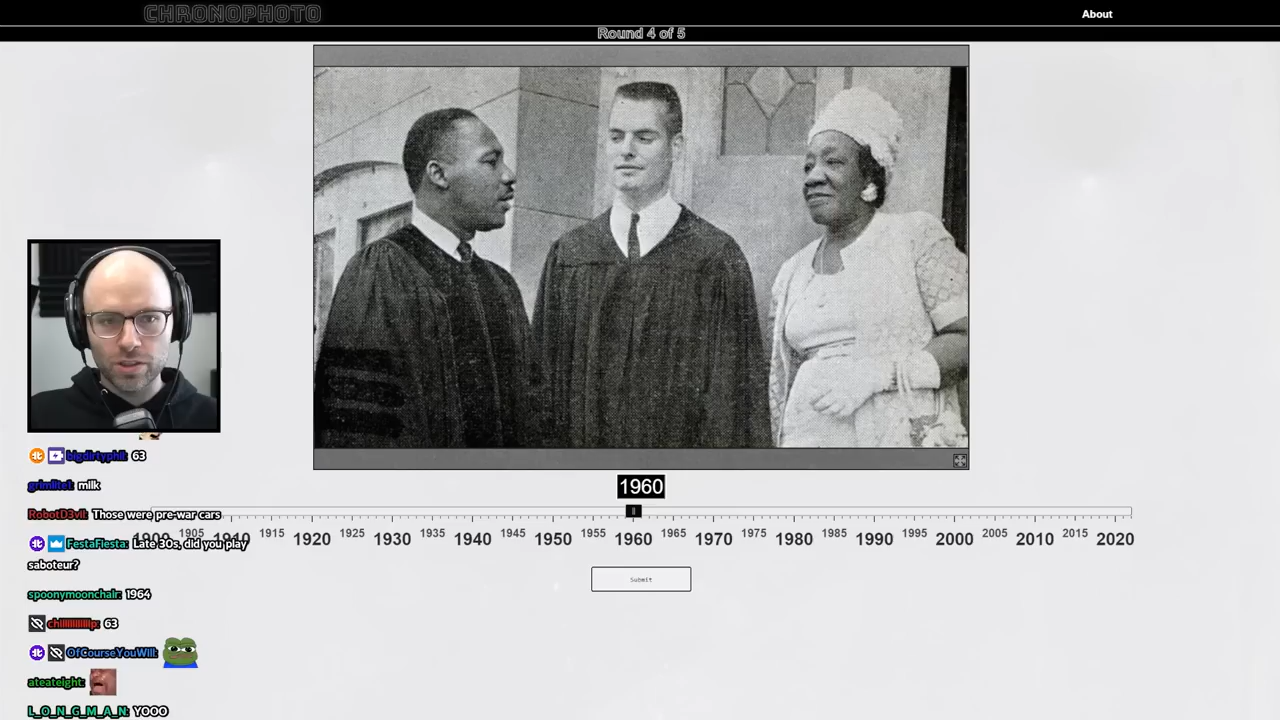 CHRONOPHOTO
About
Round 4 of 5
bigdirtyphil: 63
grimlite1: milk
RobotD3vil: Those were pre-war cars
FestaFiesta: Late 30s, did you play
saboteur?
spoonymoonchair: 1964
63
OfCourseYouWill:
ateateight:
L_O_N_G_M_A_N: YOOO
1960
1900 1905 1910 1915 1920 1925 1930 1935 1940 1945 1950 1955 1960 1965 1970 1975 1980 1985 1990 1995 2000 2005 2010 2015 2020
Submit